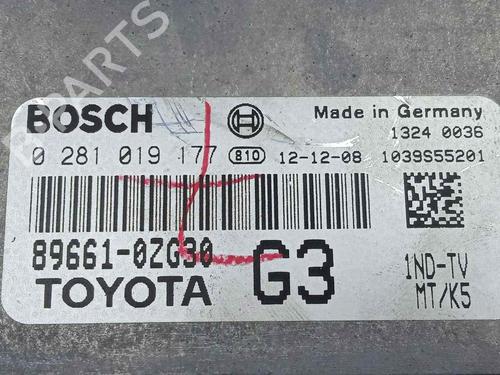 BOSCH
Made in Germany
1324 0036
0 281 019 177 810 12-12-08 1039S55201
89661-0ZG30
TOYOTA
G3
1ND-TV
MT/K5